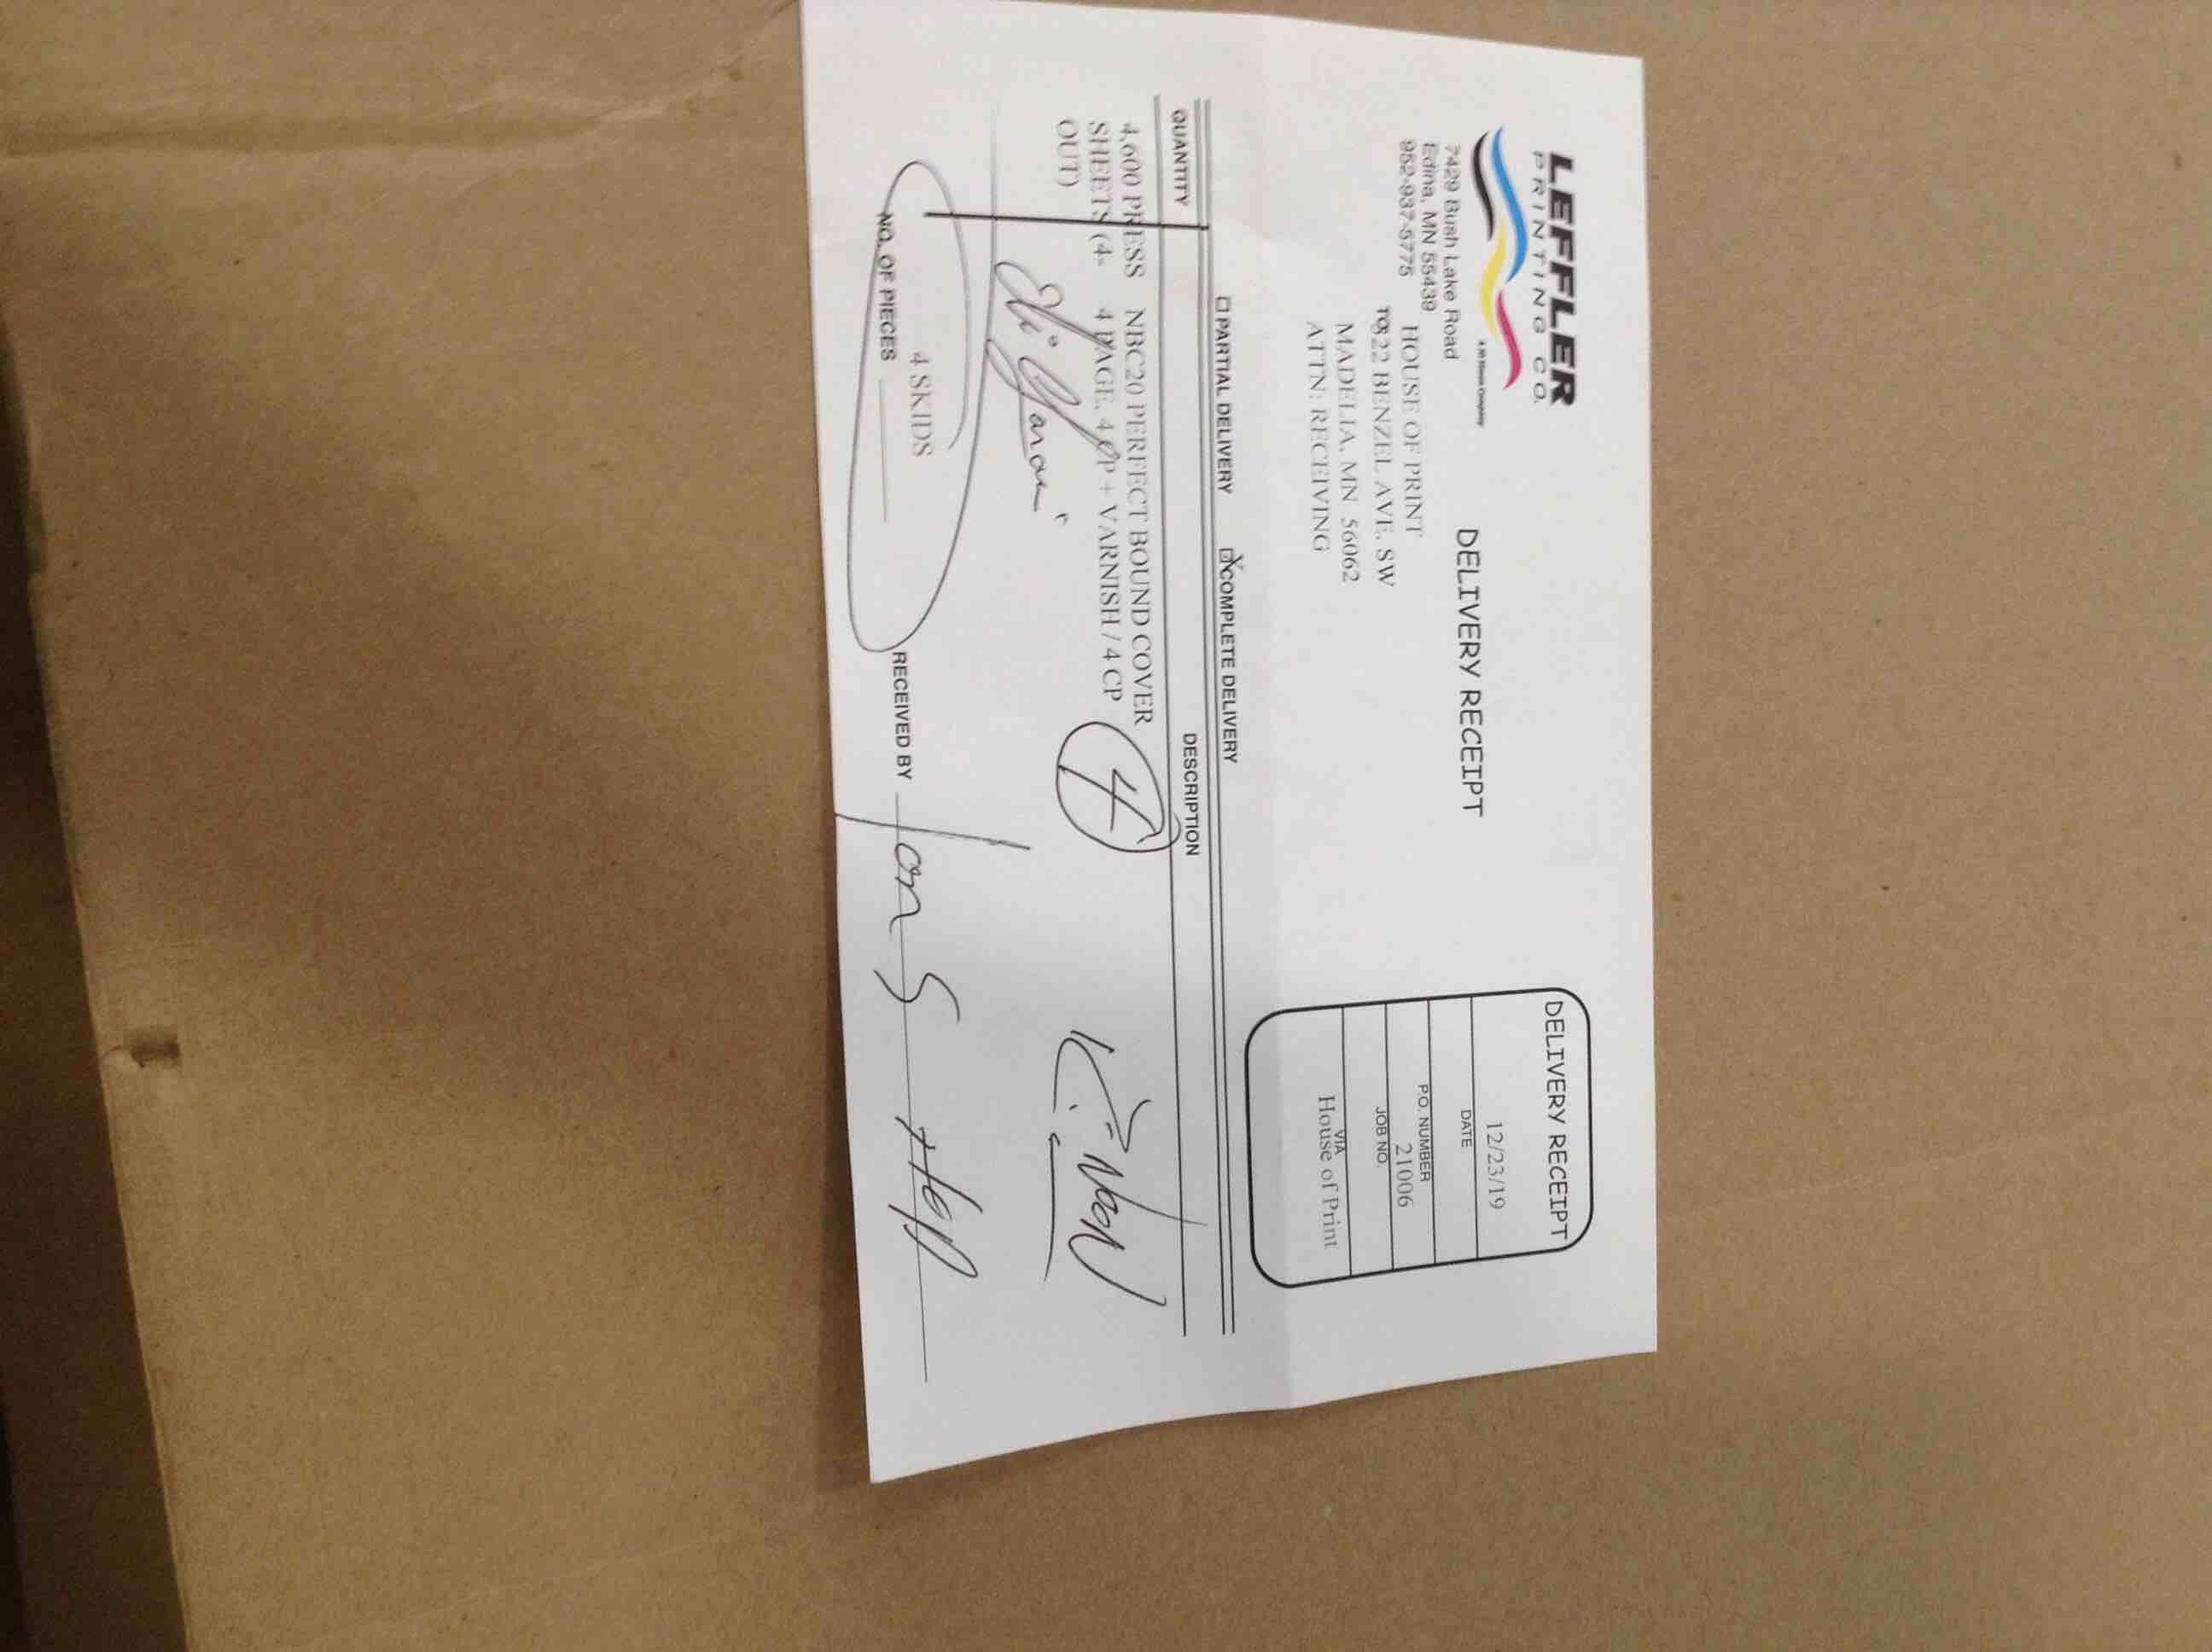 LEFFLER
PRINTING CO.
7429 Bush Lake Road
Edina, MN 55439
952-937-5775
DELIVERY RECEIPT
HOUSE OF PRINT
TO: 322 BENZEL AVE. SW
MADELIA, MN 56062
ATTN: RECEIVING
DELIVERY RECEIPT
12/23/19
DATE
P.O. NUMBER
21006
JOB NO.
VIA
House of Print
PARTIAL DELIVERY COMPLETE DELIVERY
QUANTITY DESCRIPTION
4,600 PRESS NBC20 PERFECT BOUND COVER
SHEETS (4- 4 PAGE, 4 CP + VARNISH / 4 CP
OUT)
4
4 SKIDS
NO. OF PIECES
RECEIVED BY